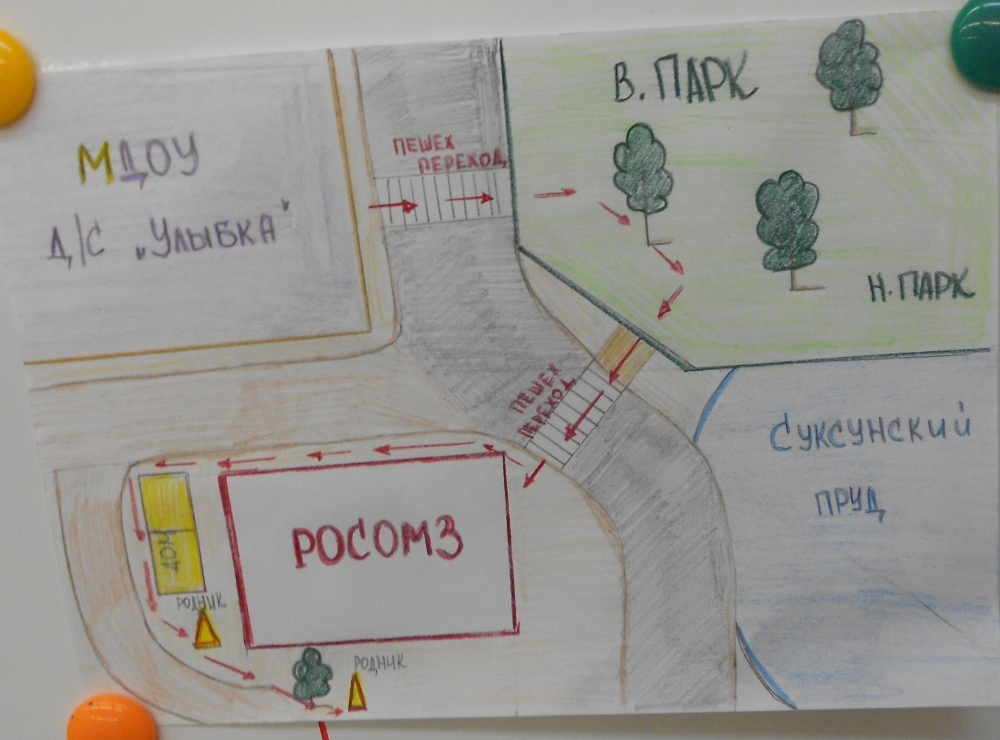 В. ПАРК
МДОУ
Д/С „Улыбка"
ПЕШЕХ
ПЕРЕХОД
Н. ПАРК
ПЕШЕХ
ПЕРЕХОД
Суксунский
ПРУД
РОСОМЗ
ДОМ
РОДНИК
РОДНИК